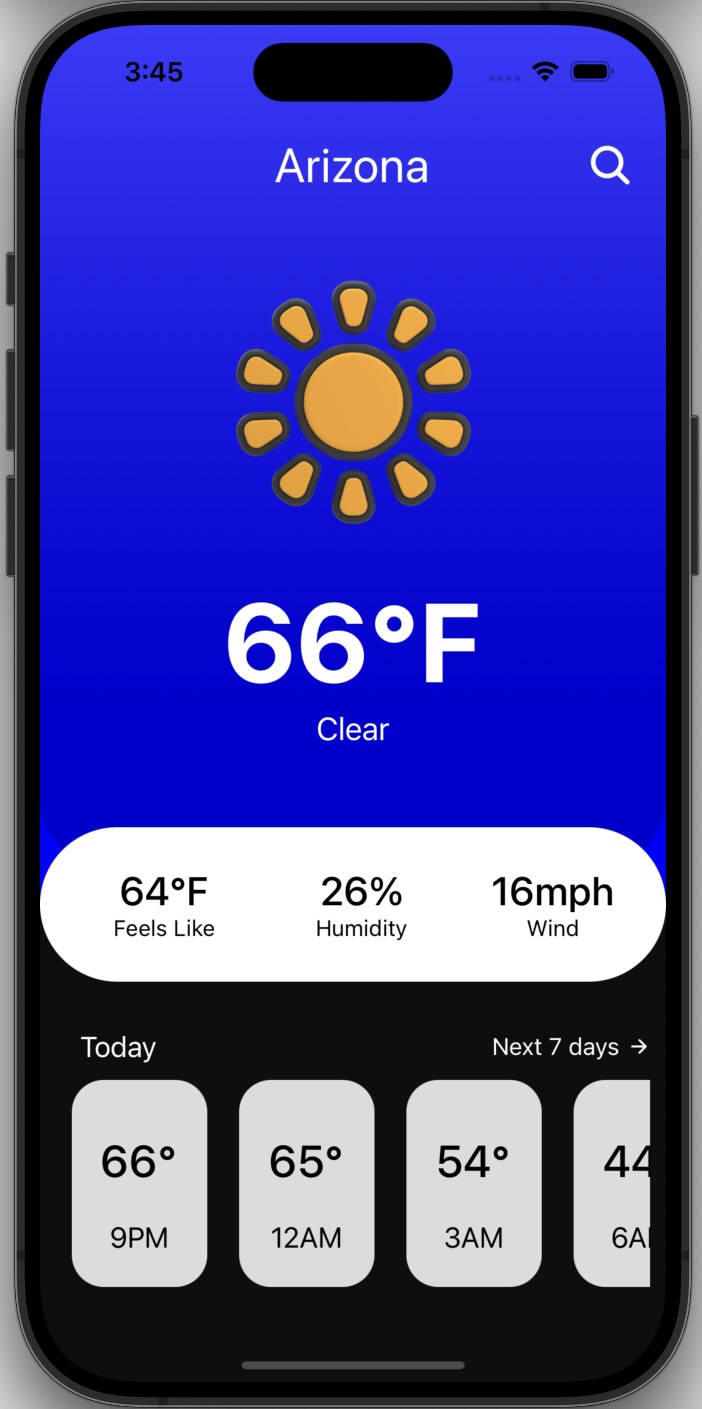 3:45
Arizona
66°F
Clear
64°F 26% 16mph
Feels Like Humidity Wind
Today Next 7 days →
66° 65° 54° 44
9PM 12AM 3AM 6A